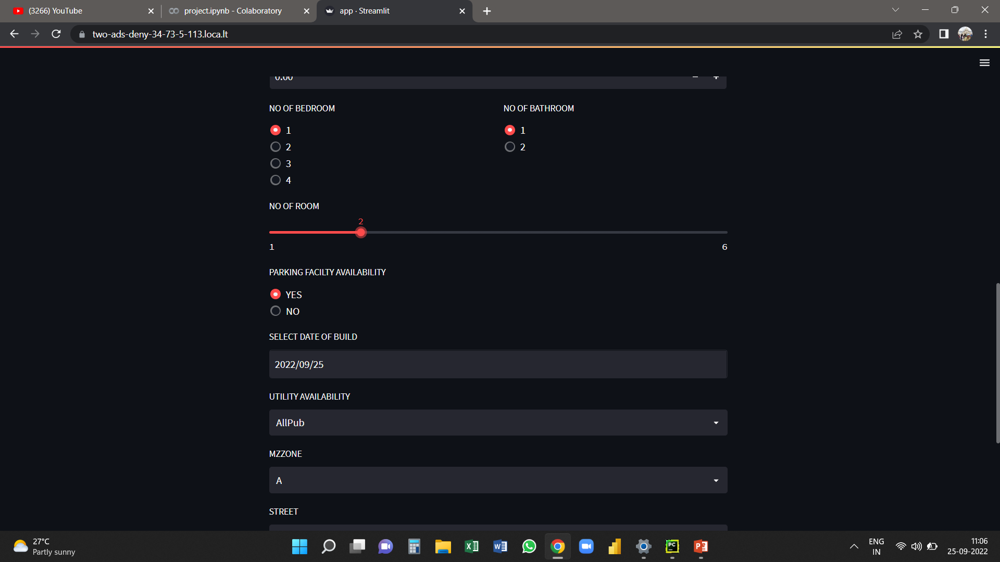 (3266) YouTube
project.ipynb - Colaboratory
app · Streamlit
two-ads-deny-34-73-5-113.loca.lt
0.00
NO OF BEDROOM
NO OF BATHROOM
1
2
3
4
1
2
NO OF ROOM
2
1
6
PARKING FACILTY AVAILABILITY
YES
NO
SELECT DATE OF BUILD
2022/09/25
UTILITY AVAILABILITY
AllPub
MZZONE
A
STREET
27°C
Partly sunny
PC
ENG
IN
11:06
25-09-2022